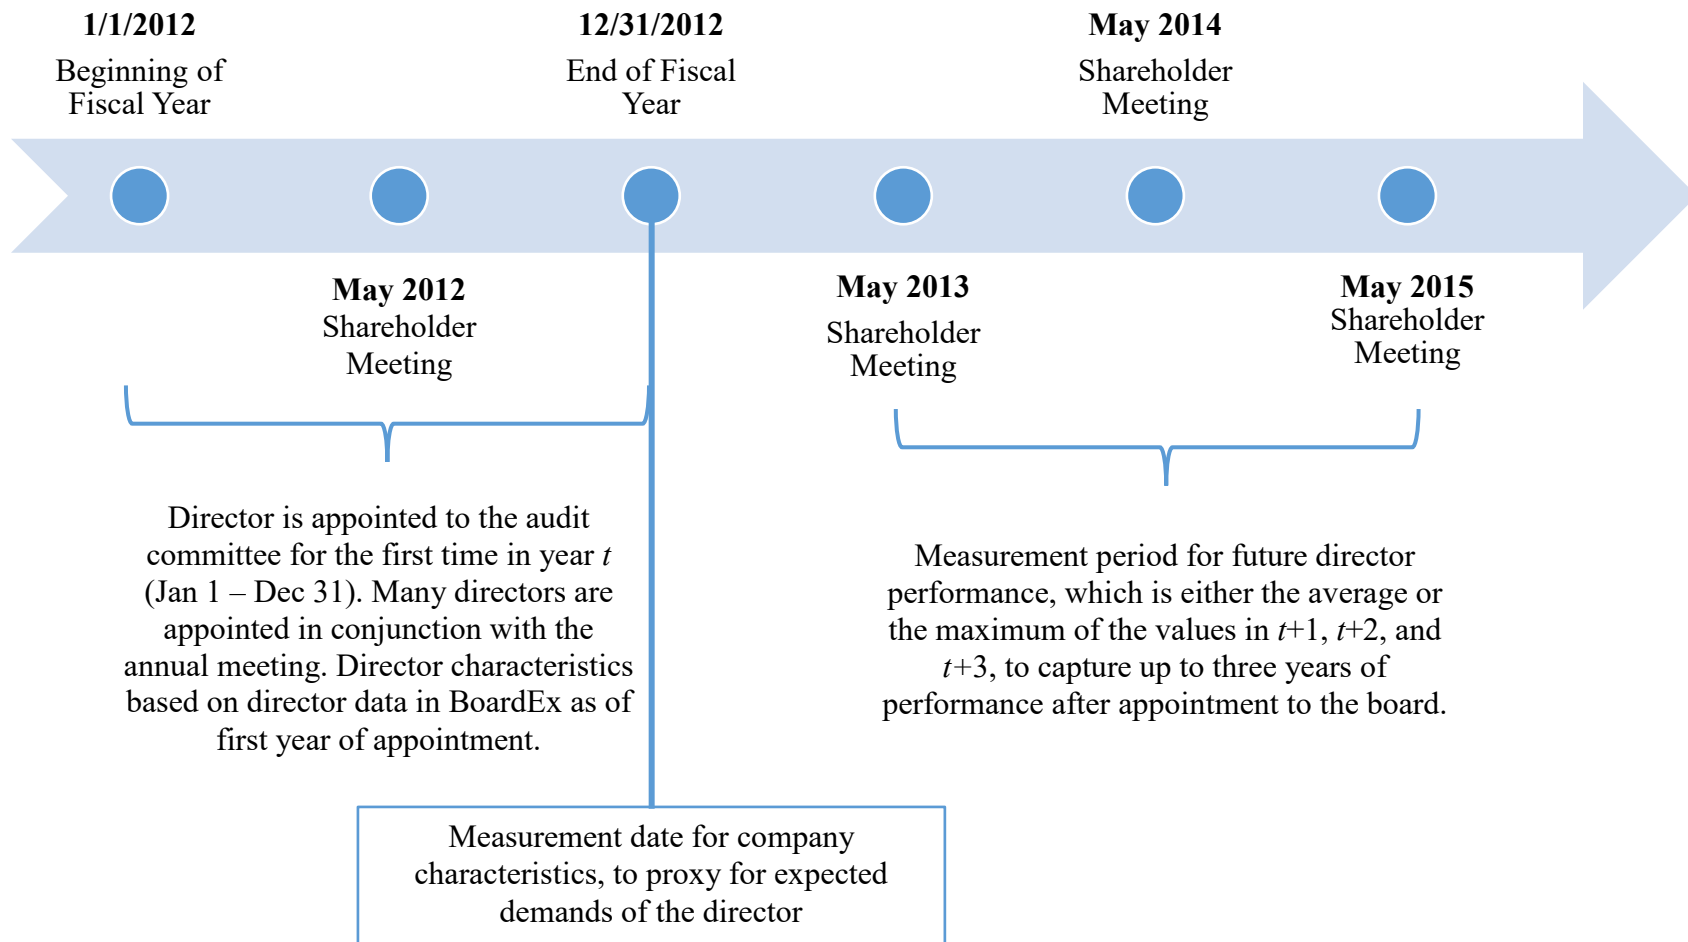 1/1/2012
Beginning of
Fiscal Year
12/31/2012
End of Fiscal
Year
May 2014
Shareholder
Meeting
May 2012
Shareholder
Meeting
May 2013
Shareholder
Meeting
May 2015
Shareholder
Meeting
Director is appointed to the audit
committee for the first time in year t
(Jan 1 – Dec 31). Many directors are
appointed in conjunction with the
annual meeting. Director characteristics
based on director data in BoardEx as of
first year of appointment.
Measurement period for future director
performance, which is either the average or
the maximum of the values in t+1, t+2, and
t+3, to capture up to three years of
performance after appointment to the board.
Measurement date for company
characteristics, to proxy for expected
demands of the director